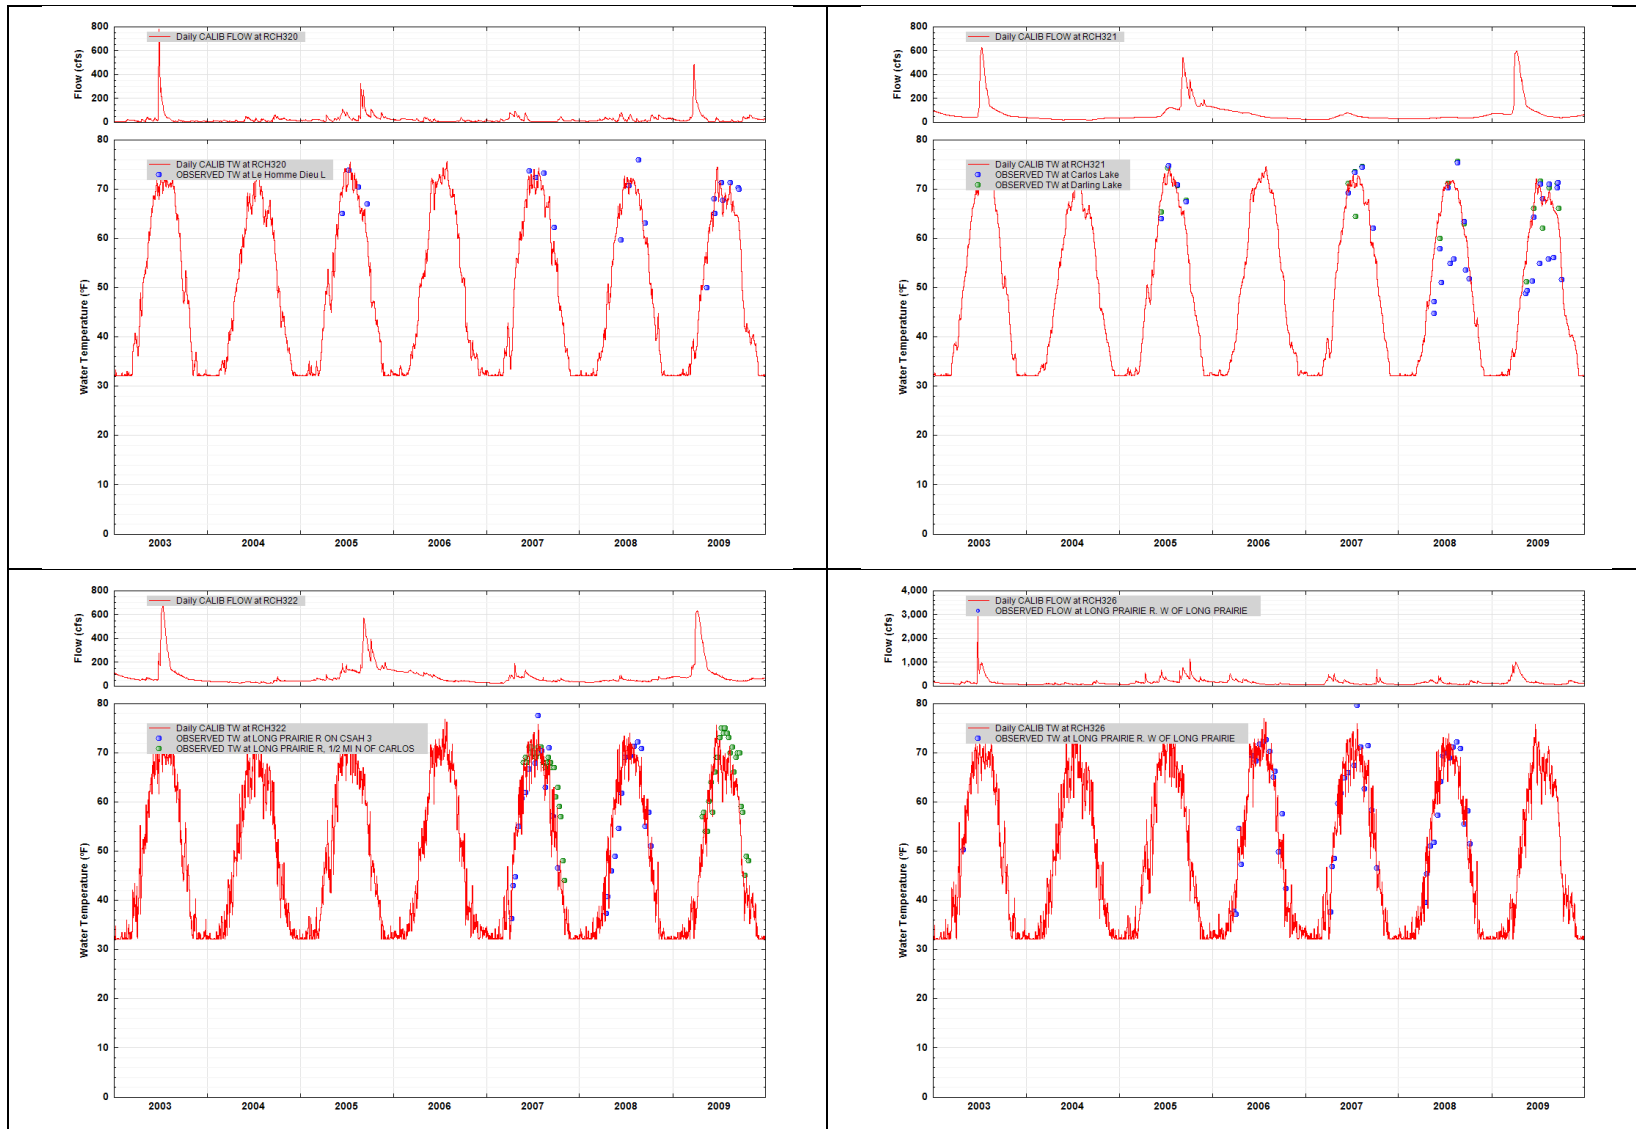 800
600
400
200
0
Flow (cfs)
Daily CALIB FLOW at RCH320
80
70
60
50
40
30
20
10
0
Water Temperature (°F)
Daily CALIB TW at RCH320
OBSERVED TW at Le Homme Dieu L
2003 2004 2005 2006 2007 2008 2009
800
600
400
200
0
Flow (cfs)
Daily CALIB FLOW at RCH321
80
70
60
50
40
30
20
10
0
Water Temperature (°F)
Daily CALIB TW at RCH321
OBSERVED TW at Carlos Lake
OBSERVED TW at Darling Lake
2003 2004 2005 2006 2007 2008 2009
800
600
400
200
0
Flow (cfs)
Daily CALIB FLOW at RCH322
80
70
60
50
40
30
20
10
0
Water Temperature (°F)
Daily CALIB TW at RCH322
OBSERVED TW at LONG PRAIRIE R ON CSAH 3
OBSERVED TW at LONG PRAIRIE R, 1/2 MI N OF CARLOS
2003 2004 2005 2006 2007 2008 2009
4,000
3,000
2,000
1,000
0
Flow (cfs)
Daily CALIB FLOW at RCH326
OBSERVED FLOW at LONG PRAIRIE R. W OF LONG PRAIRIE
80
70
60
50
40
30
20
10
0
Water Temperature (°F)
Daily CALIB TW at RCH326
OBSERVED TW at LONG PRAIRIE R. W OF LONG PRAIRIE
2003 2004 2005 2006 2007 2008 2009